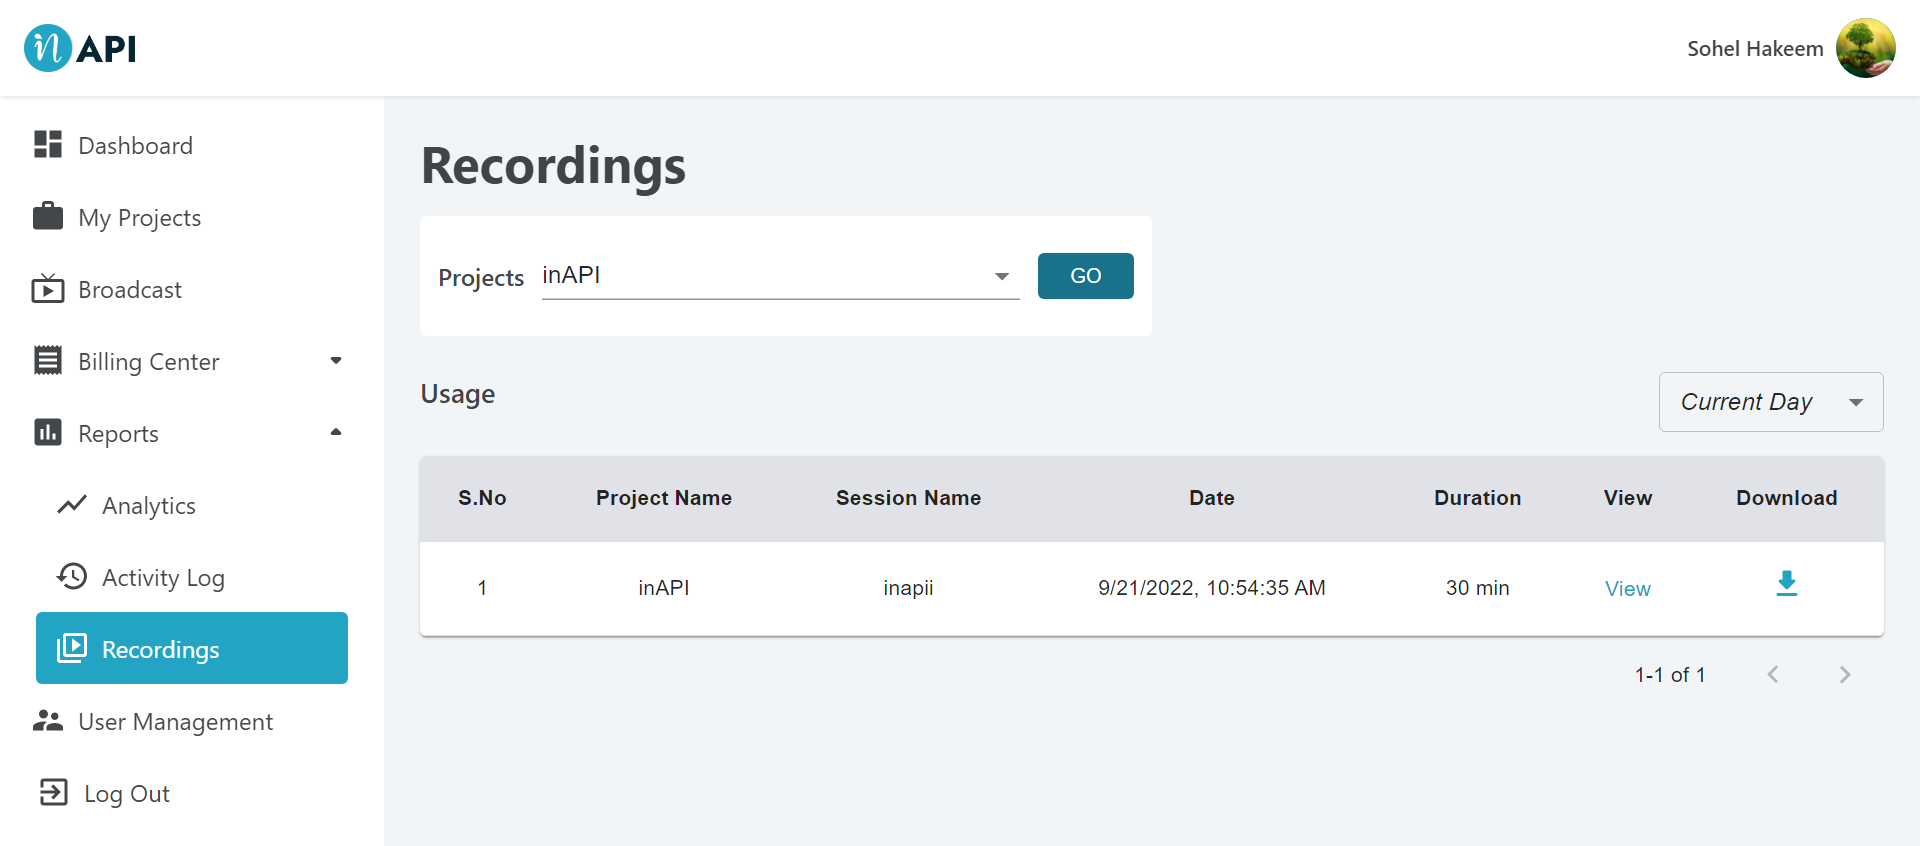 in API
Sohel Hakeem
Dashboard
My Projects
Broadcast
Billing Center
Reports
Analytics
Activity Log
Recordings
User Management
Log Out
Recordings
Projects inAPI GO
Usage
Current Day
S.No Project Name Session Name Date Duration View Download
1 inAPI inapii 9/21/2022, 10:54:35 AM 30 min View
1-1 of 1